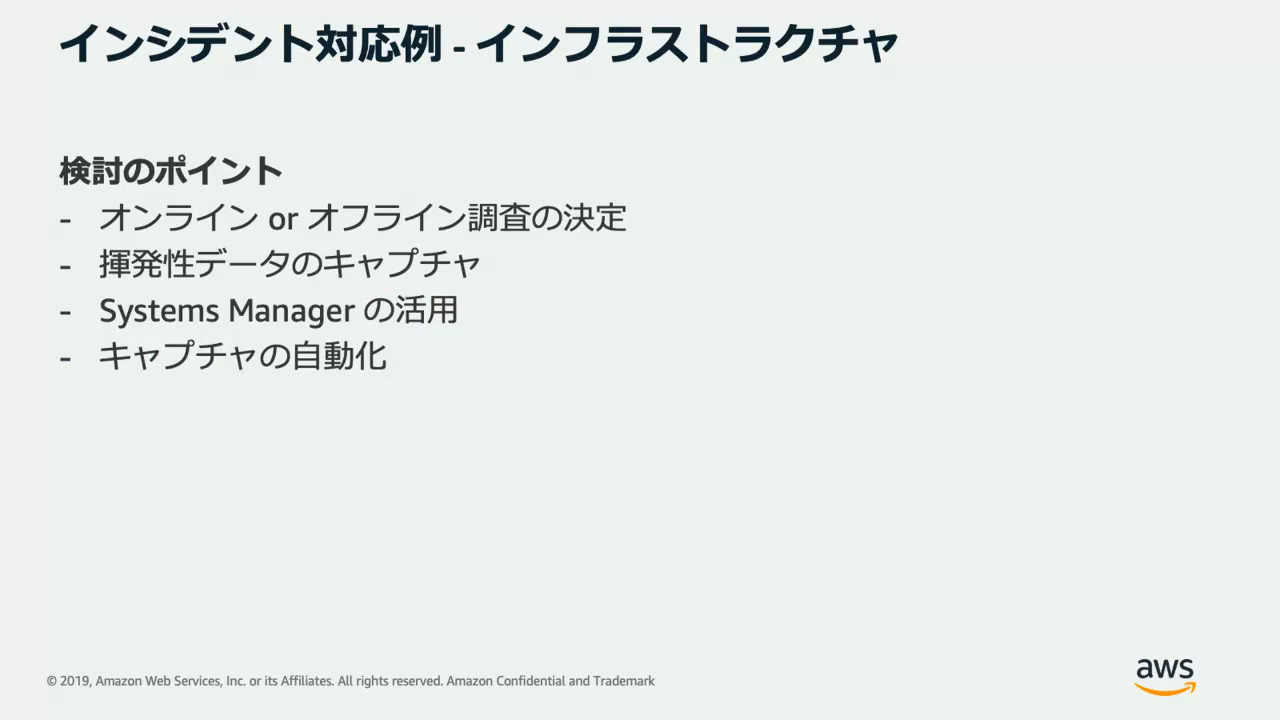 インシデント対応例 - インフラストラクチャ
検討のポイント
- オンライン or オフライン調査の決定
- 揮発性データのキャプチャ
- Systems Manager の活用
- キャプチャの自動化
© 2019, Amazon Web Services, Inc. or its Affiliates. All rights reserved. Amazon Confidential and Trademark
aws